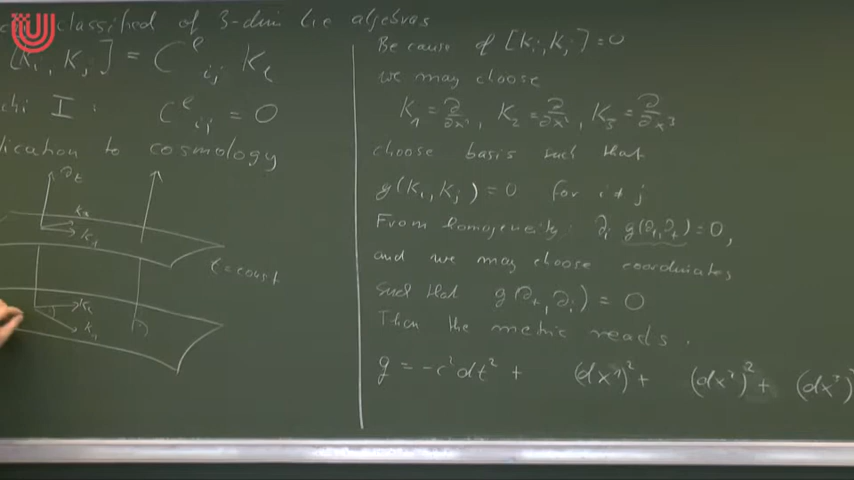 classified of 3-dim Lie algebras
[K_i, K_j] = C^l_ij K_l
chi I : C^l_ij = 0
lication to cosmology
∂_t
K_2
K_1
t = const
K_2
K_1
Because of [K_i, K_j] = 0
we may choose
K_1 = ∂/∂x^1, K_2 = ∂/∂x^2, K_3 = ∂/∂x^3
choose basis such that
g(K_i, K_j) = 0 for i ≠ j
From homogeneity: ∂_i g(∂_t, ∂_t) = 0,
and we may choose coordinates
such that g(∂_t, ∂_i) = 0
Then the metric reads.
g = -c^2 dt^2 + (dx^1)^2 + (dx^2)^2 + (dx^3)^2